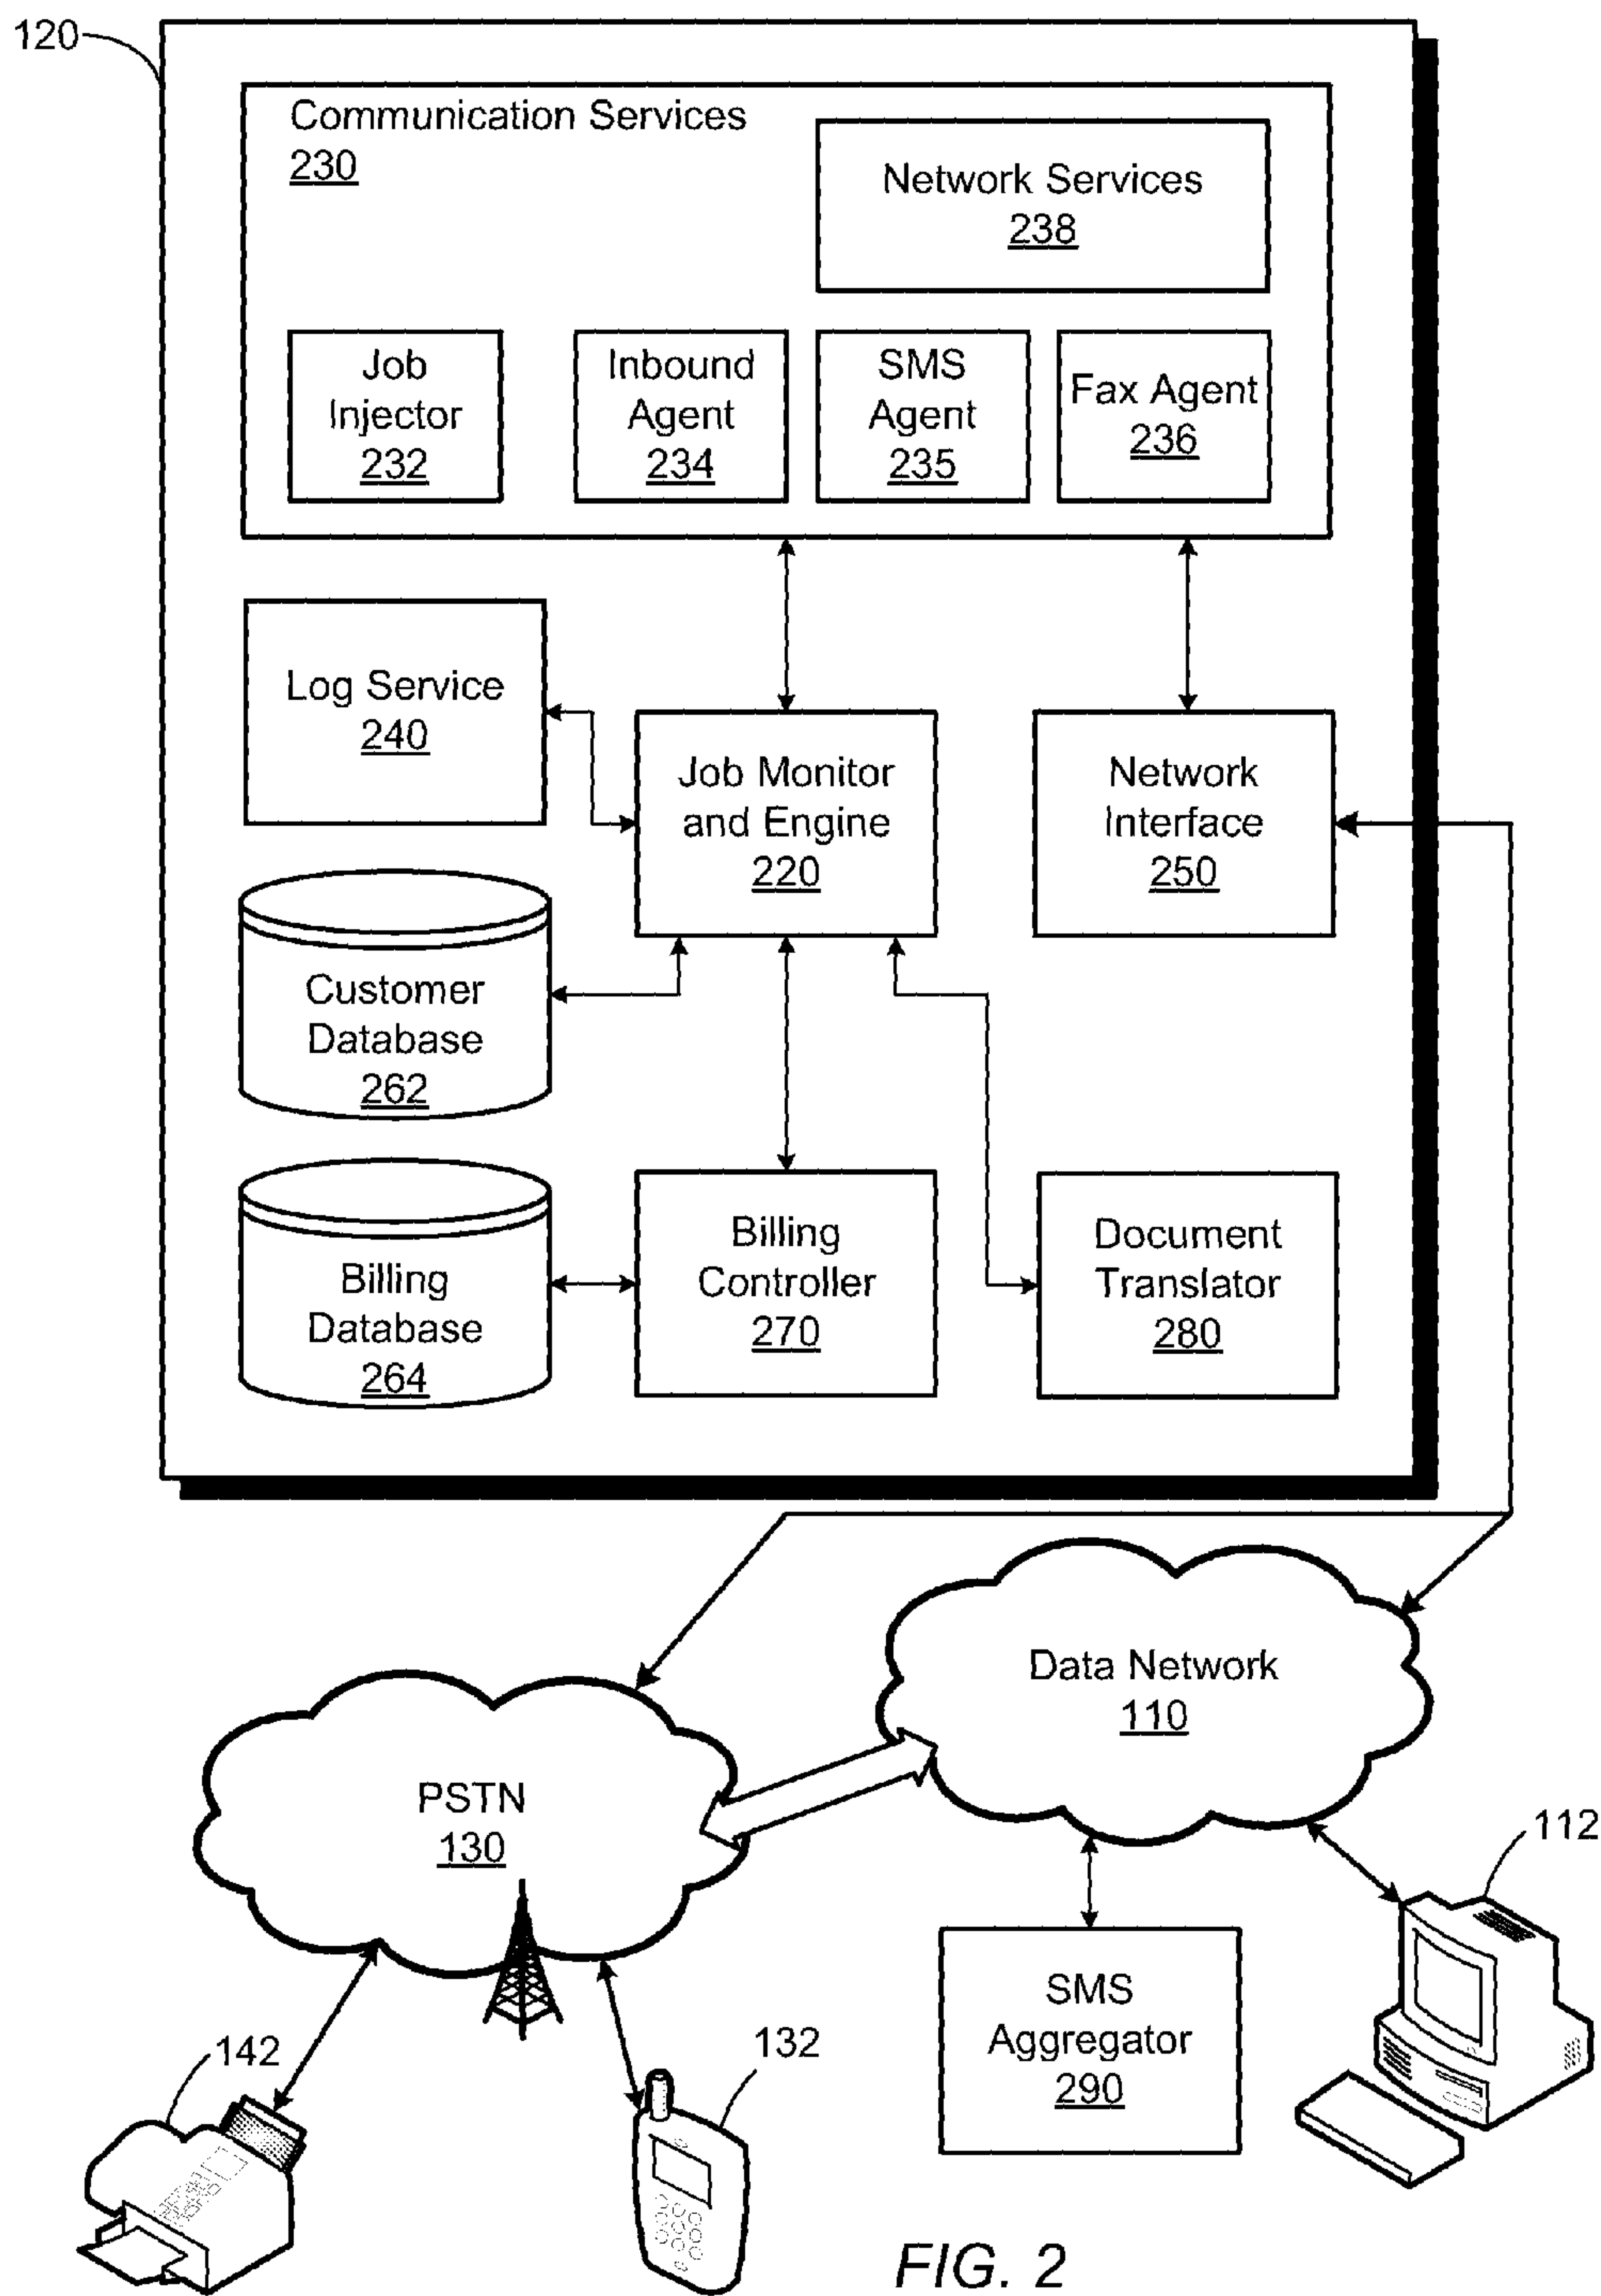 120
Communication Services
230
Network Services
238
Job
Injector
232
Inbound
Agent
234
SMS
Agent
235
Fax Agent
236
Log Service
240
Job Monitor
and Engine
220
Network
Interface
250
Customer
Database
262
Billing
Database
264
Billing
Controller
270
Document
Translator
280
Data Network
110
PSTN
130
112
SMS
Aggregator
290
142
132
FIG. 2